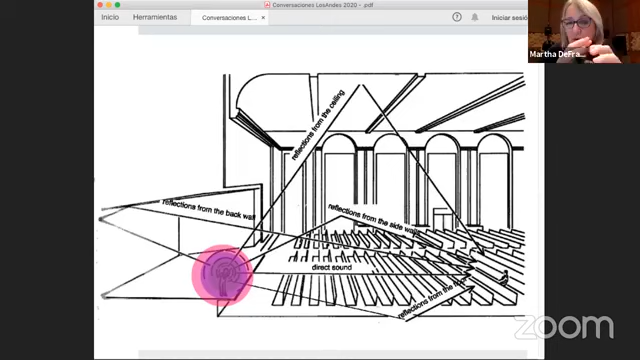 Conversaciones LosAndes 2020 - .pdf
Inicio
Herramientas
Conversaciones L...
Iniciar sesión
Martha DeFra...
reflections from the ceiling
reflections from the back wall
reflections from the side walls
direct sound
reflections from the
zoom